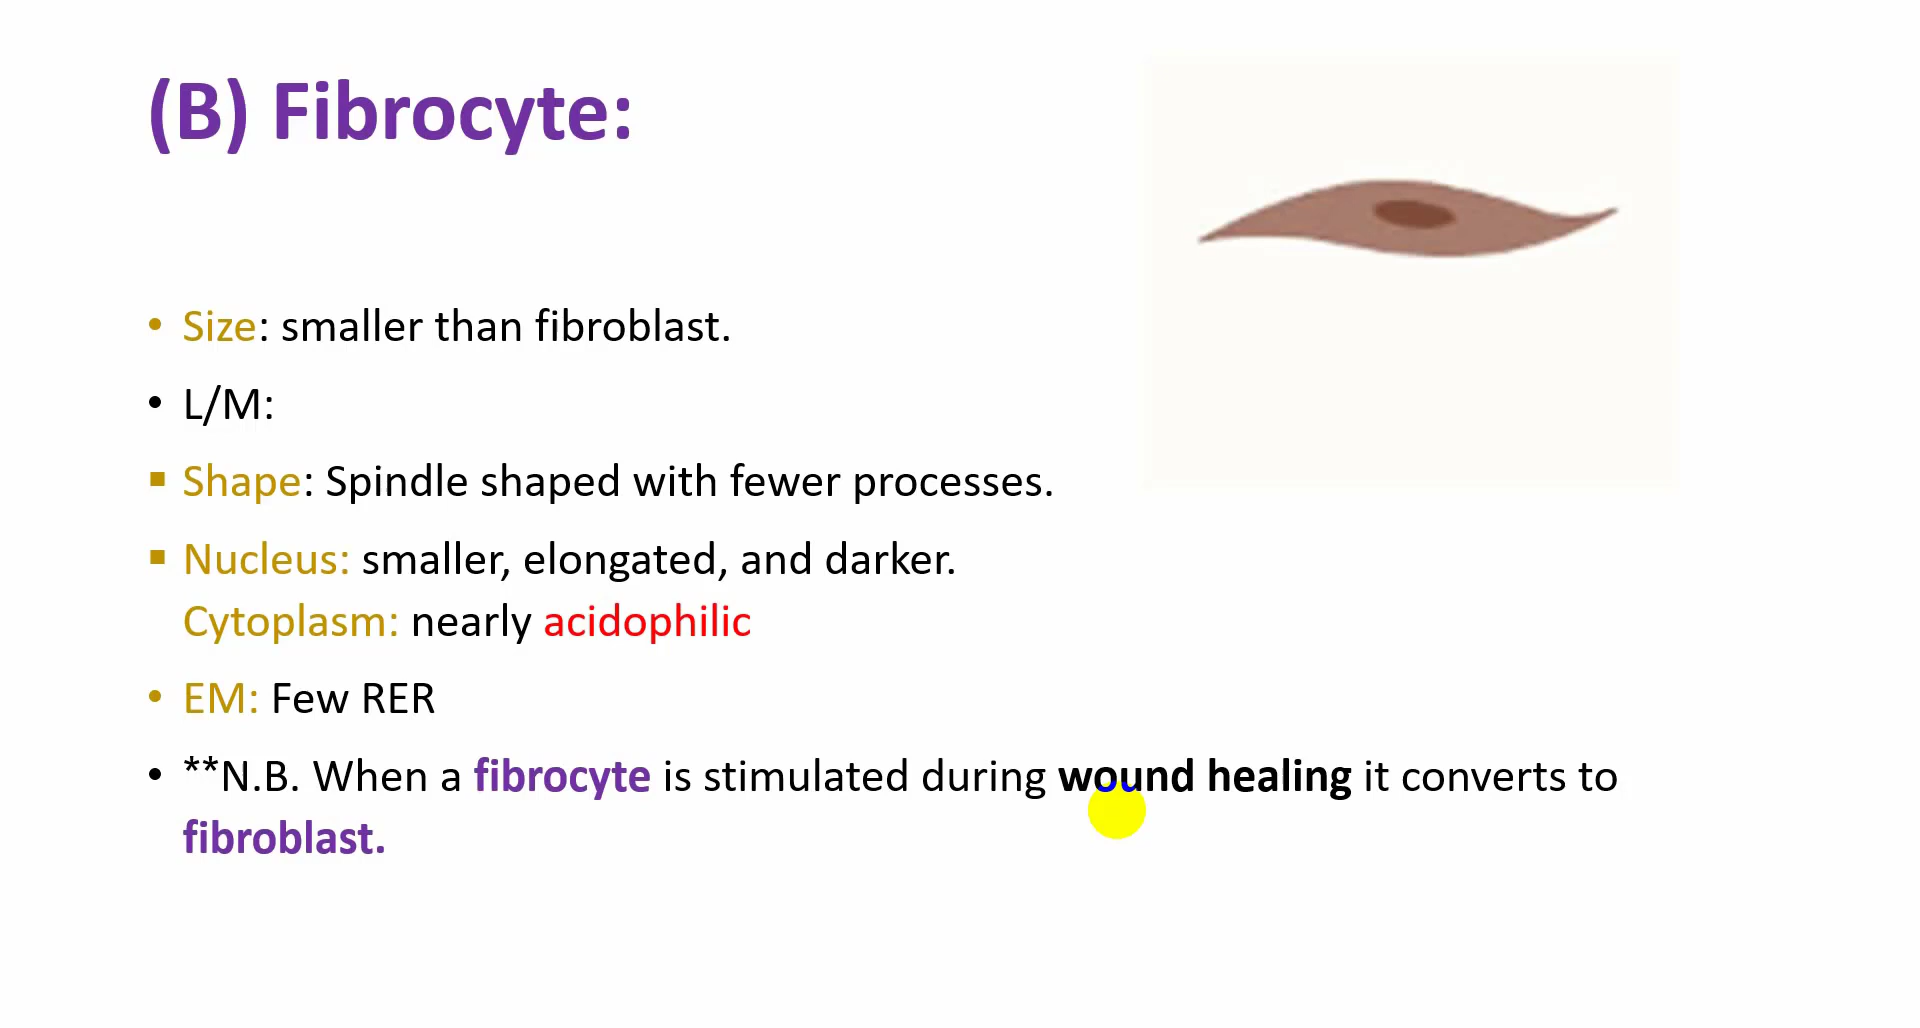 (B) Fibrocyte:
• Size: smaller than fibroblast.
• L/M:
▪ Shape: Spindle shaped with fewer processes.
▪ Nucleus: smaller, elongated, and darker.
Cytoplasm: nearly acidophilic
• EM: Few RER
• **N.B. When a fibrocyte is stimulated during wound healing it converts to
fibroblast.